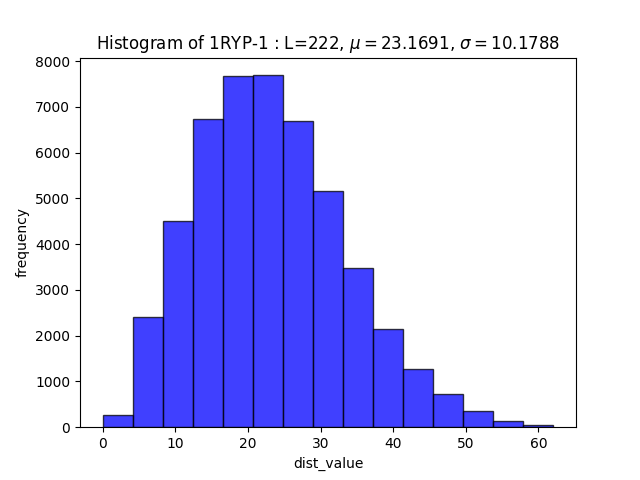 Histogram of 1RYP-1 : L=222, μ = 23.1691, σ = 10.1788
8000
7000
6000
5000
4000
3000
2000
1000
0
frequency
0 10 20 30 40 50 60
dist_value